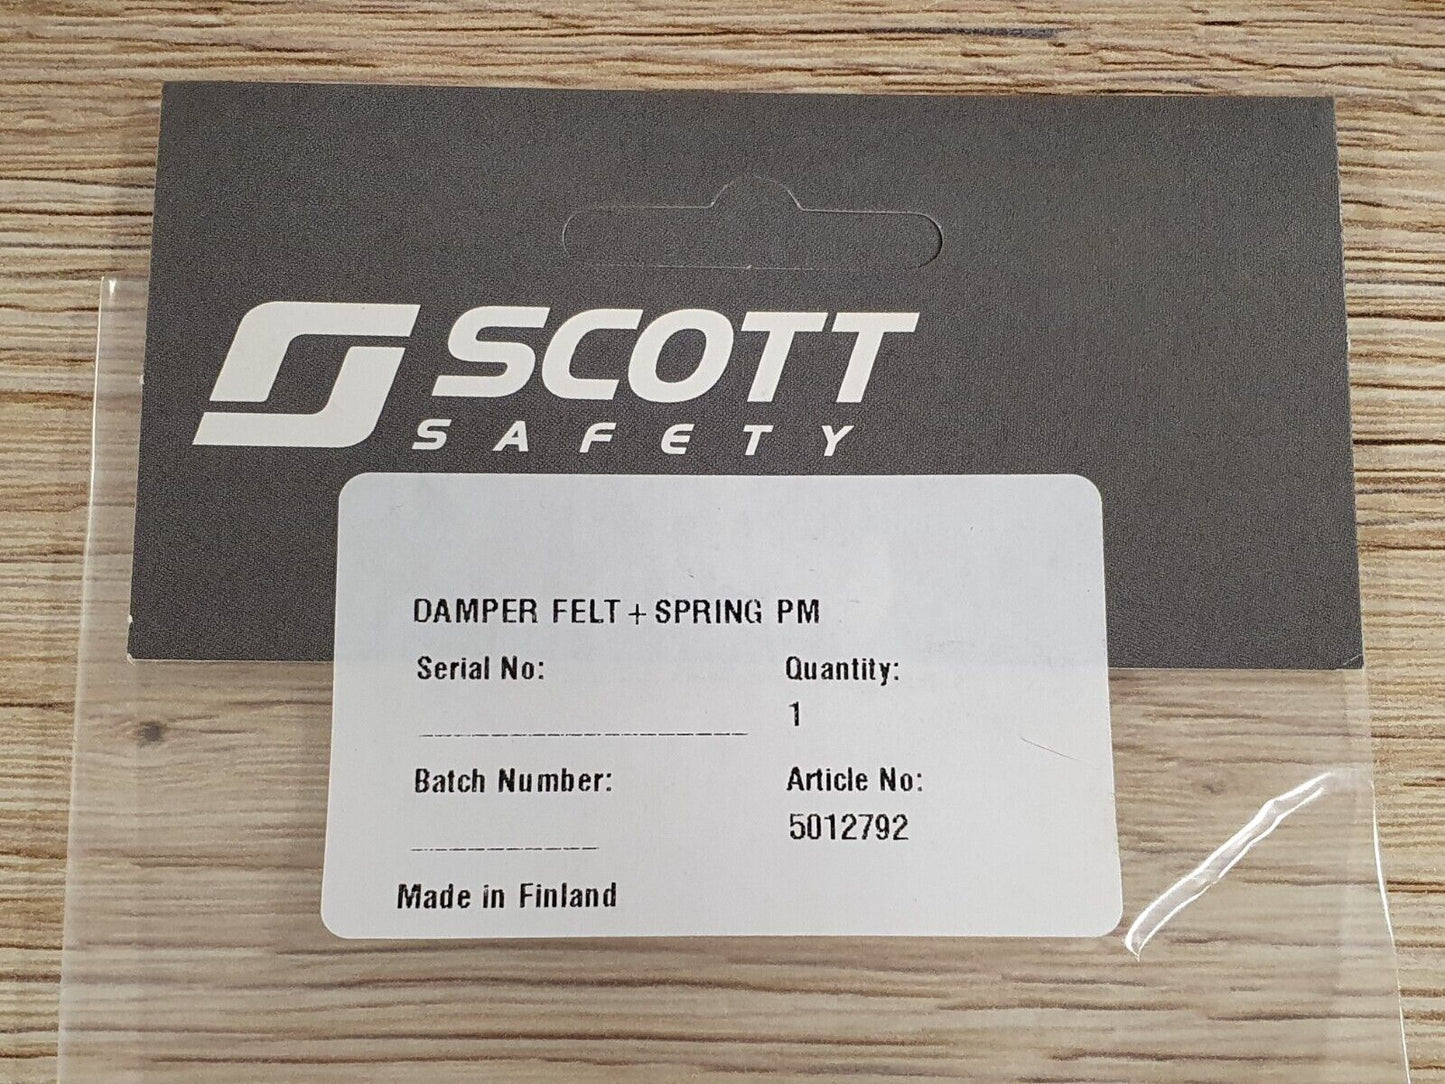 SCOTT
SAFETY
DAMPER FELT + SPRING PM
Serial No:
Quantity:
1
Batch Number:
Article No:
5012792
Made in Finland